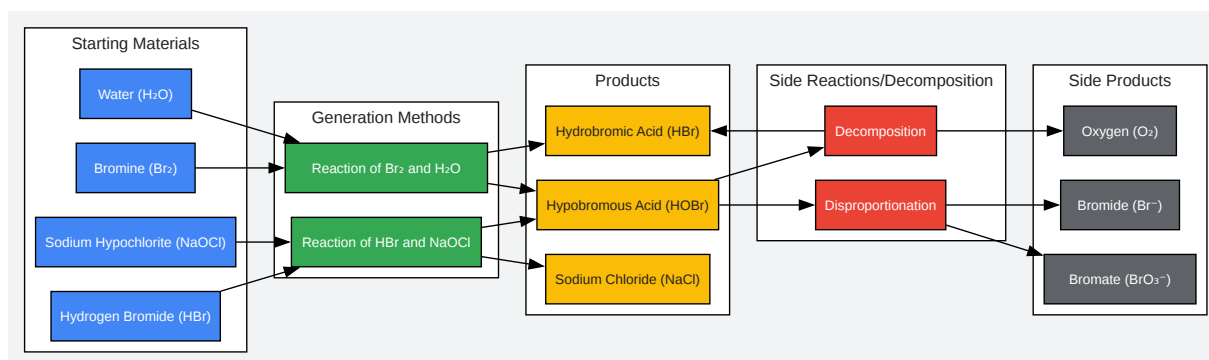 Starting Materials
Water (H₂O)
Bromine (Br₂)
Sodium Hypochlorite (NaOCl)
Hydrogen Bromide (HBr)
Generation Methods
Reaction of Br₂ and H₂O
Reaction of HBr and NaOCl
Products
Hydrobromic Acid (HBr)
Hypobromous Acid (HOBr)
Sodium Chloride (NaCl)
Side Reactions/Decomposition
Decomposition
Disproportionation
Side Products
Oxygen (O₂)
Bromide (Br⁻)
Bromate (BrO₃⁻)